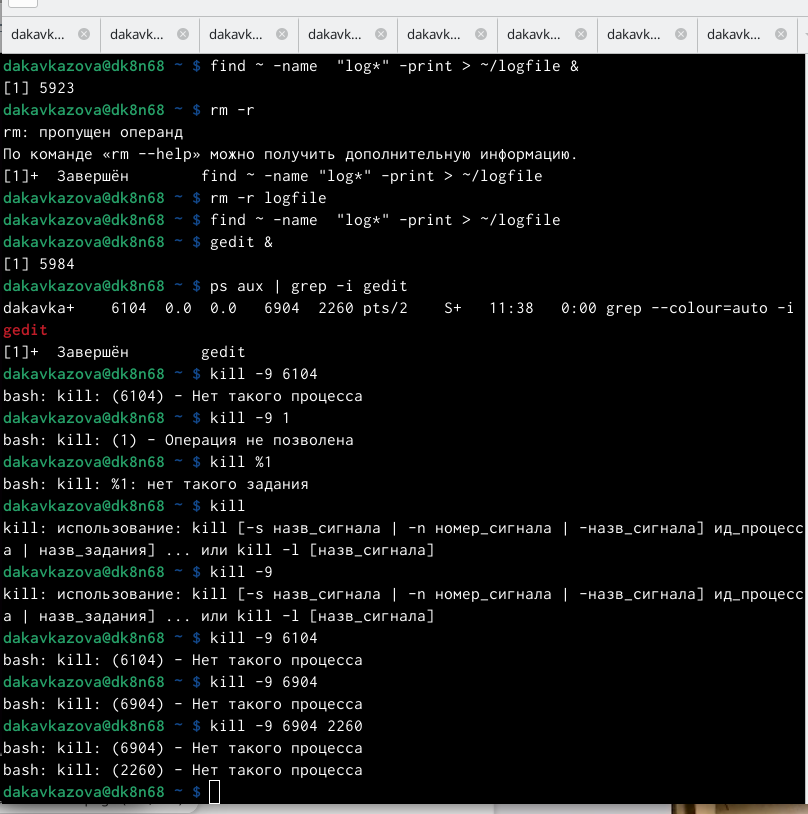 dakavk... dakavk... dakavk... dakavk... dakavk... dakavk... dakavk... dakavk...
dakavkazova@dk8n68 ~ $ find ~ -name  "log*" -print > ~/logfile &
[1] 5923
dakavkazova@dk8n68 ~ $ rm -r
rm: пропущен операнд
По команде «rm --help» можно получить дополнительную информацию.
[1]+  Завершён        find ~ -name "log*" -print > ~/logfile
dakavkazova@dk8n68 ~ $ rm -r logfile
dakavkazova@dk8n68 ~ $ find ~ -name  "log*" -print > ~/logfile
dakavkazova@dk8n68 ~ $ gedit &
[1] 5984
dakavkazova@dk8n68 ~ $ ps aux | grep -i gedit
dakavka+    6104  0.0  0.0   6904  2260 pts/2    S+   11:38   0:00 grep --colour=auto -i
gedit
[1]+  Завершён        gedit
dakavkazova@dk8n68 ~ $ kill -9 6104
bash: kill: (6104) - Нет такого процесса
dakavkazova@dk8n68 ~ $ kill -9 1
bash: kill: (1) - Операция не позволена
dakavkazova@dk8n68 ~ $ kill %1
bash: kill: %1: нет такого задания
dakavkazova@dk8n68 ~ $ kill
kill: использование: kill [-s назв_сигнала | -n номер_сигнала | -назв_сигнала] ид_процесс
а | назв_задания] ... или kill -l [назв_сигнала]
dakavkazova@dk8n68 ~ $ kill -9
kill: использование: kill [-s назв_сигнала | -n номер_сигнала | -назв_сигнала] ид_процесс
а | назв_задания] ... или kill -l [назв_сигнала]
dakavkazova@dk8n68 ~ $ kill -9 6104
bash: kill: (6104) - Нет такого процесса
dakavkazova@dk8n68 ~ $ kill -9 6904
bash: kill: (6904) - Нет такого процесса
dakavkazova@dk8n68 ~ $ kill -9 6904 2260
bash: kill: (6904) - Нет такого процесса
bash: kill: (2260) - Нет такого процесса
dakavkazova@dk8n68 ~ $